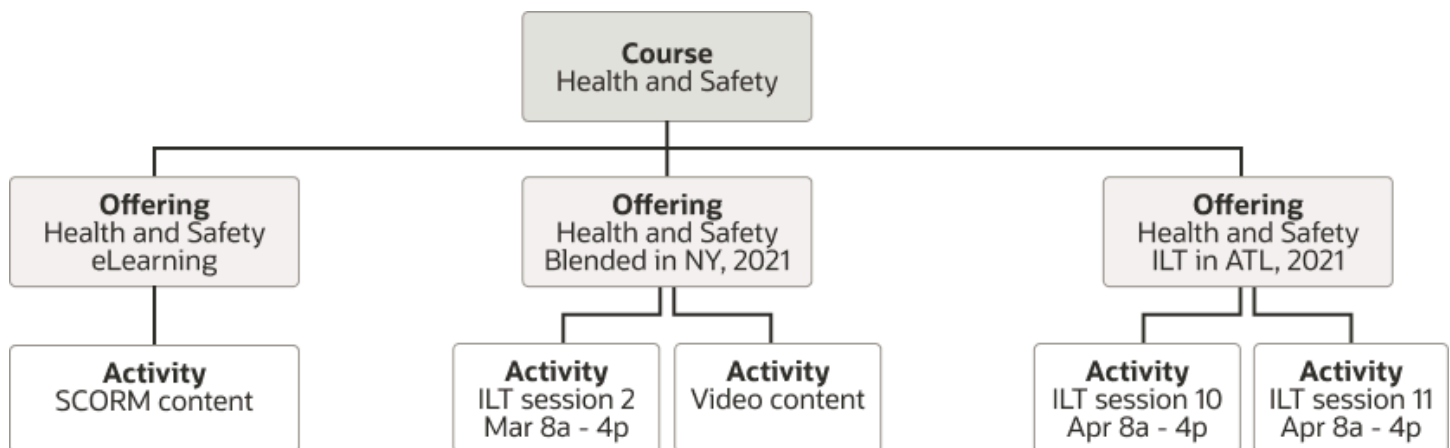 Course
Health and Safety
Offering
Health and Safety
eLearning
Offering
Health and Safety
Blended in NY, 2021
Offering
Health and Safety
ILT in ATL, 2021
Activity
SCORM content
Activity
ILT session 2
Mar 8a - 4p
Activity
Video content
Activity
ILT session 10
Apr 8a - 4p
Activity
ILT session 11
Apr 8a - 4p